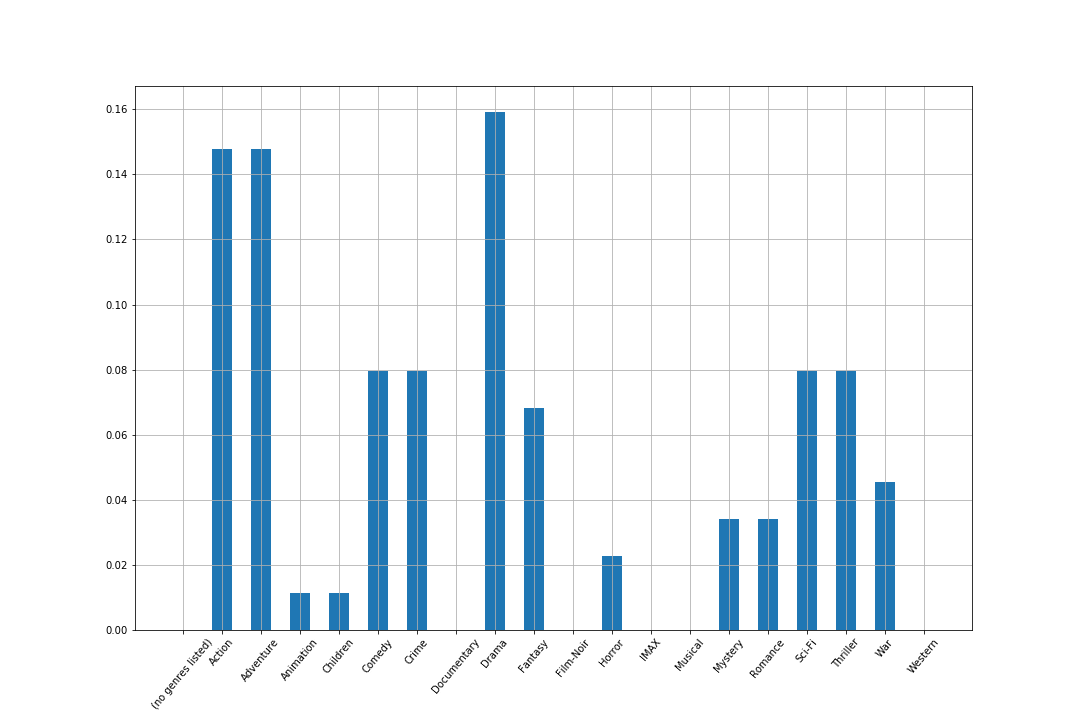 0.16
0.14
0.12
0.10
0.08
0.06
0.04
0.02
0.00
(no genres listed)
Action
Adventure
Animation
Children
Comedy
Crime
Documentary
Drama
Fantasy
Film-Noir
Horror
IMAX
Musical
Mystery
Romance
Sci-Fi
Thriller
War
Western